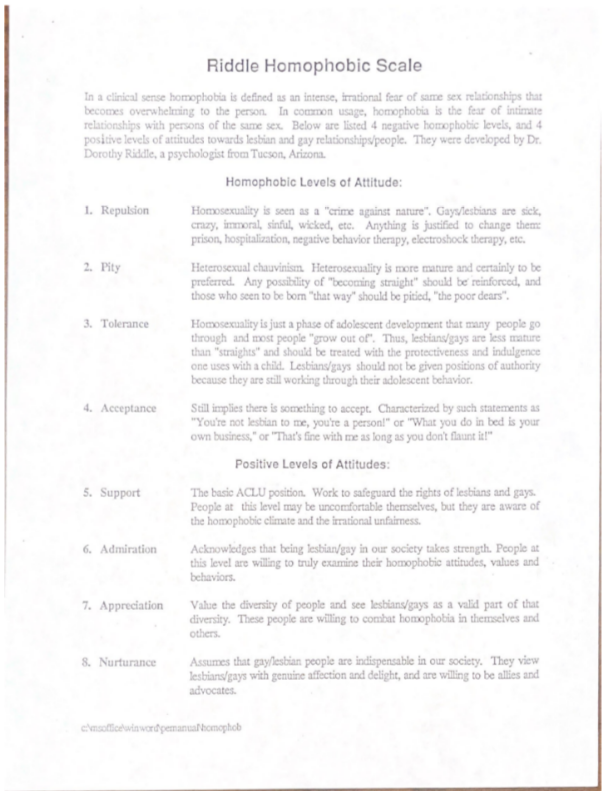 Riddle Homophobic Scale
In a clinical sense homophobia is defined as an intense, irrational fear of same sex relationships that
becomes overwhelming to the person. In common usage, homophobia is the fear of intimate
relationships with persons of the same sex. Below are listed 4 negative homophobic levels, and 4
positive levels of attitudes towards lesbian and gay relationships/people. They were developed by Dr.
Dorothy Riddle, a psychologist from Tucson, Arizona.
Homophobic Levels of Attitude:
1. Repulsion Homosexuality is seen as a "crime against nature". Gays/lesbians are sick,
crazy, immoral, sinful, wicked, etc. Anything is justified to change them:
prison, hospitalization, negative behavior therapy, electroshock therapy, etc.
2. Pity Heterosexual chauvinism. Heterosexuality is more mature and certainly to be
preferred. Any possibility of "becoming straight" should be reinforced, and
those who seen to be born "that way" should be pitied, "the poor dears".
3. Tolerance Homosexuality is just a phase of adolescent development that many people go
through and most people "grow out of". Thus, lesbians/gays are less mature
than "straights" and should be treated with the protectiveness and indulgence
one uses with a child. Lesbians/gays should not be given positions of authority
because they are still working through their adolescent behavior.
4. Acceptance Still implies there is something to accept. Characterized by such statements as
"You're not lesbian to me, you're a person!" or "What you do in bed is your
own business," or "That's fine with me as long as you don't flaunt it!"
Positive Levels of Attitudes:
5. Support The basic ACLU position. Work to safeguard the rights of lesbians and gays.
People at this level may be uncomfortable themselves, but they are aware of
the homophobic climate and the irrational unfairness.
6. Admiration Acknowledges that being lesbian/gay in our society takes strength. People at
this level are willing to truly examine their homophobic attitudes, values and
behaviors.
7. Appreciation Value the diversity of people and see lesbians/gays as a valid part of that
diversity. These people are willing to combat homophobia in themselves and
others.
8. Nurturance Assumes that gay/lesbian people are indispensable in our society. They view
lesbians/gays with genuine affection and delight, and are willing to be allies and
advocates.
c:\msoffice\winword\pemanual\homophob